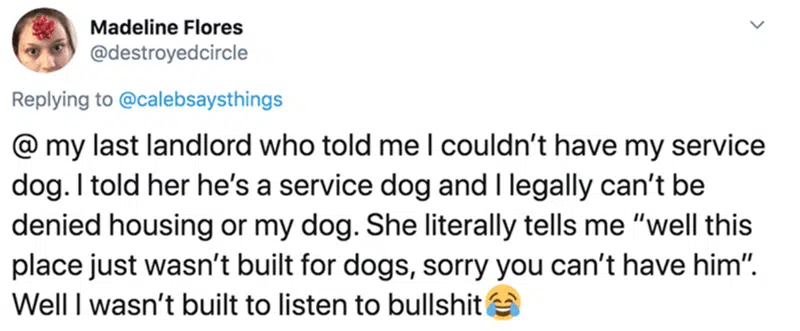 Madeline Flores
@destroyedcircle
Replying to @calebsaysthings
@ my last landlord who told me I couldn’t have my service
dog. I told her he’s a service dog and I legally can’t be
denied housing or my dog. She literally tells me “well this
place just wasn’t built for dogs, sorry you can’t have him”.
Well I wasn’t built to listen to bullshit😂